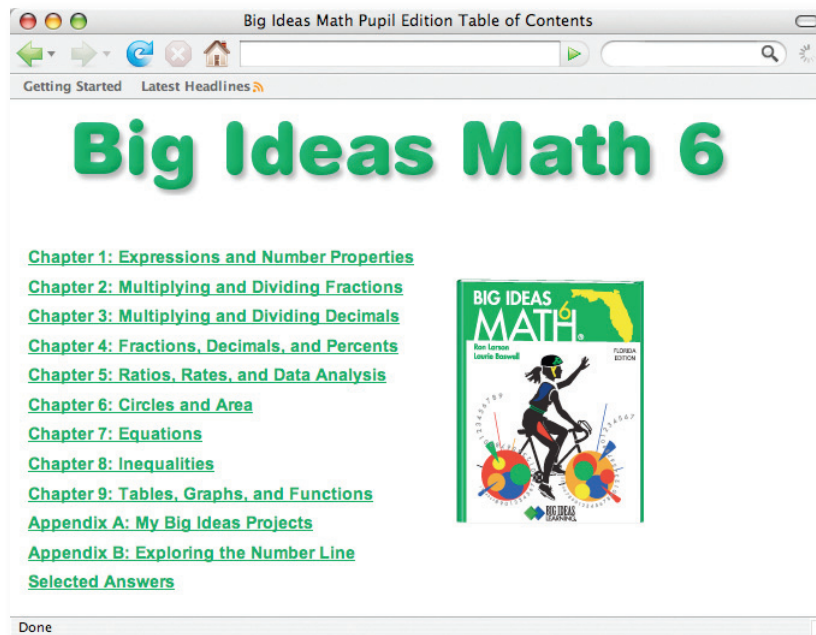 Big Ideas Math Pupil Edition Table of Contents
Getting Started Latest Headlines
Big Ideas Math 6
Chapter 1: Expressions and Number Properties
Chapter 2: Multiplying and Dividing Fractions
Chapter 3: Multiplying and Dividing Decimals
Chapter 4: Fractions, Decimals, and Percents
Chapter 5: Ratios, Rates, and Data Analysis
Chapter 6: Circles and Area
Chapter 7: Equations
Chapter 8: Inequalities
Chapter 9: Tables, Graphs, and Functions
Appendix A: My Big Ideas Projects
Appendix B: Exploring the Number Line
Selected Answers
BIG IDEAS
MATH 6
Ron Larson
Laurie Boswell
FLORIDA
EDITION
BIG IDEAS
LEARNING
Done